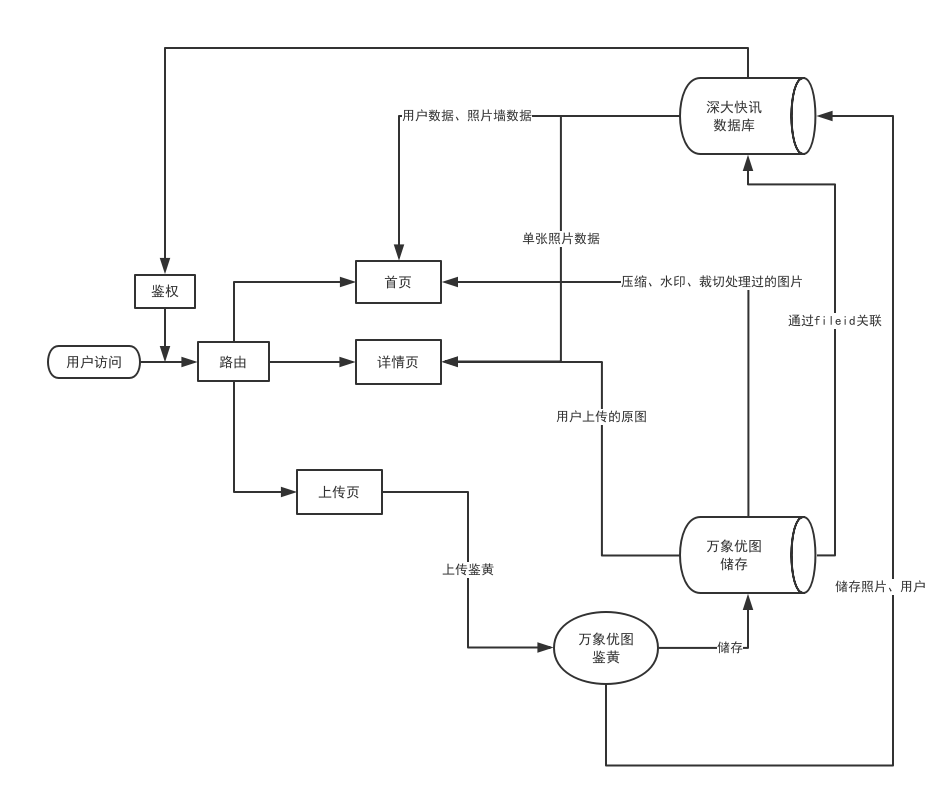 深大快讯
数据库
用户数据、照片墙数据
单张照片数据
首页
压缩、水印、裁切处理过的图片
鉴权
通过fileid关联
用户访问
路由
详情页
用户上传的原图
上传页
万象优图
储存
上传鉴黄
储存照片、用户
万象优图
鉴黄
储存